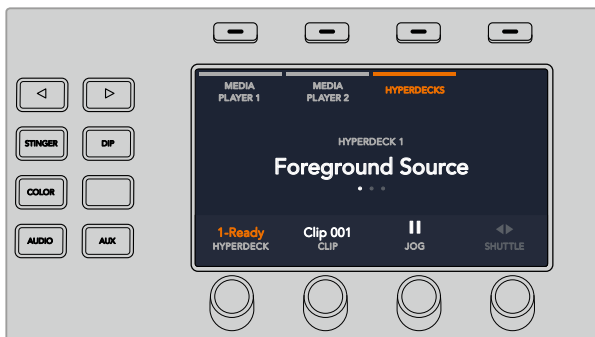 MEDIA
PLAYER 1
MEDIA
PLAYER 2
HYPERDECKS
STINGER
DIP
HYPERDECK 1
Foreground Source
COLOR
AUDIO
AUX
1-Ready
HYPERDECK
Clip 001
CLIP
JOG
SHUTTLE